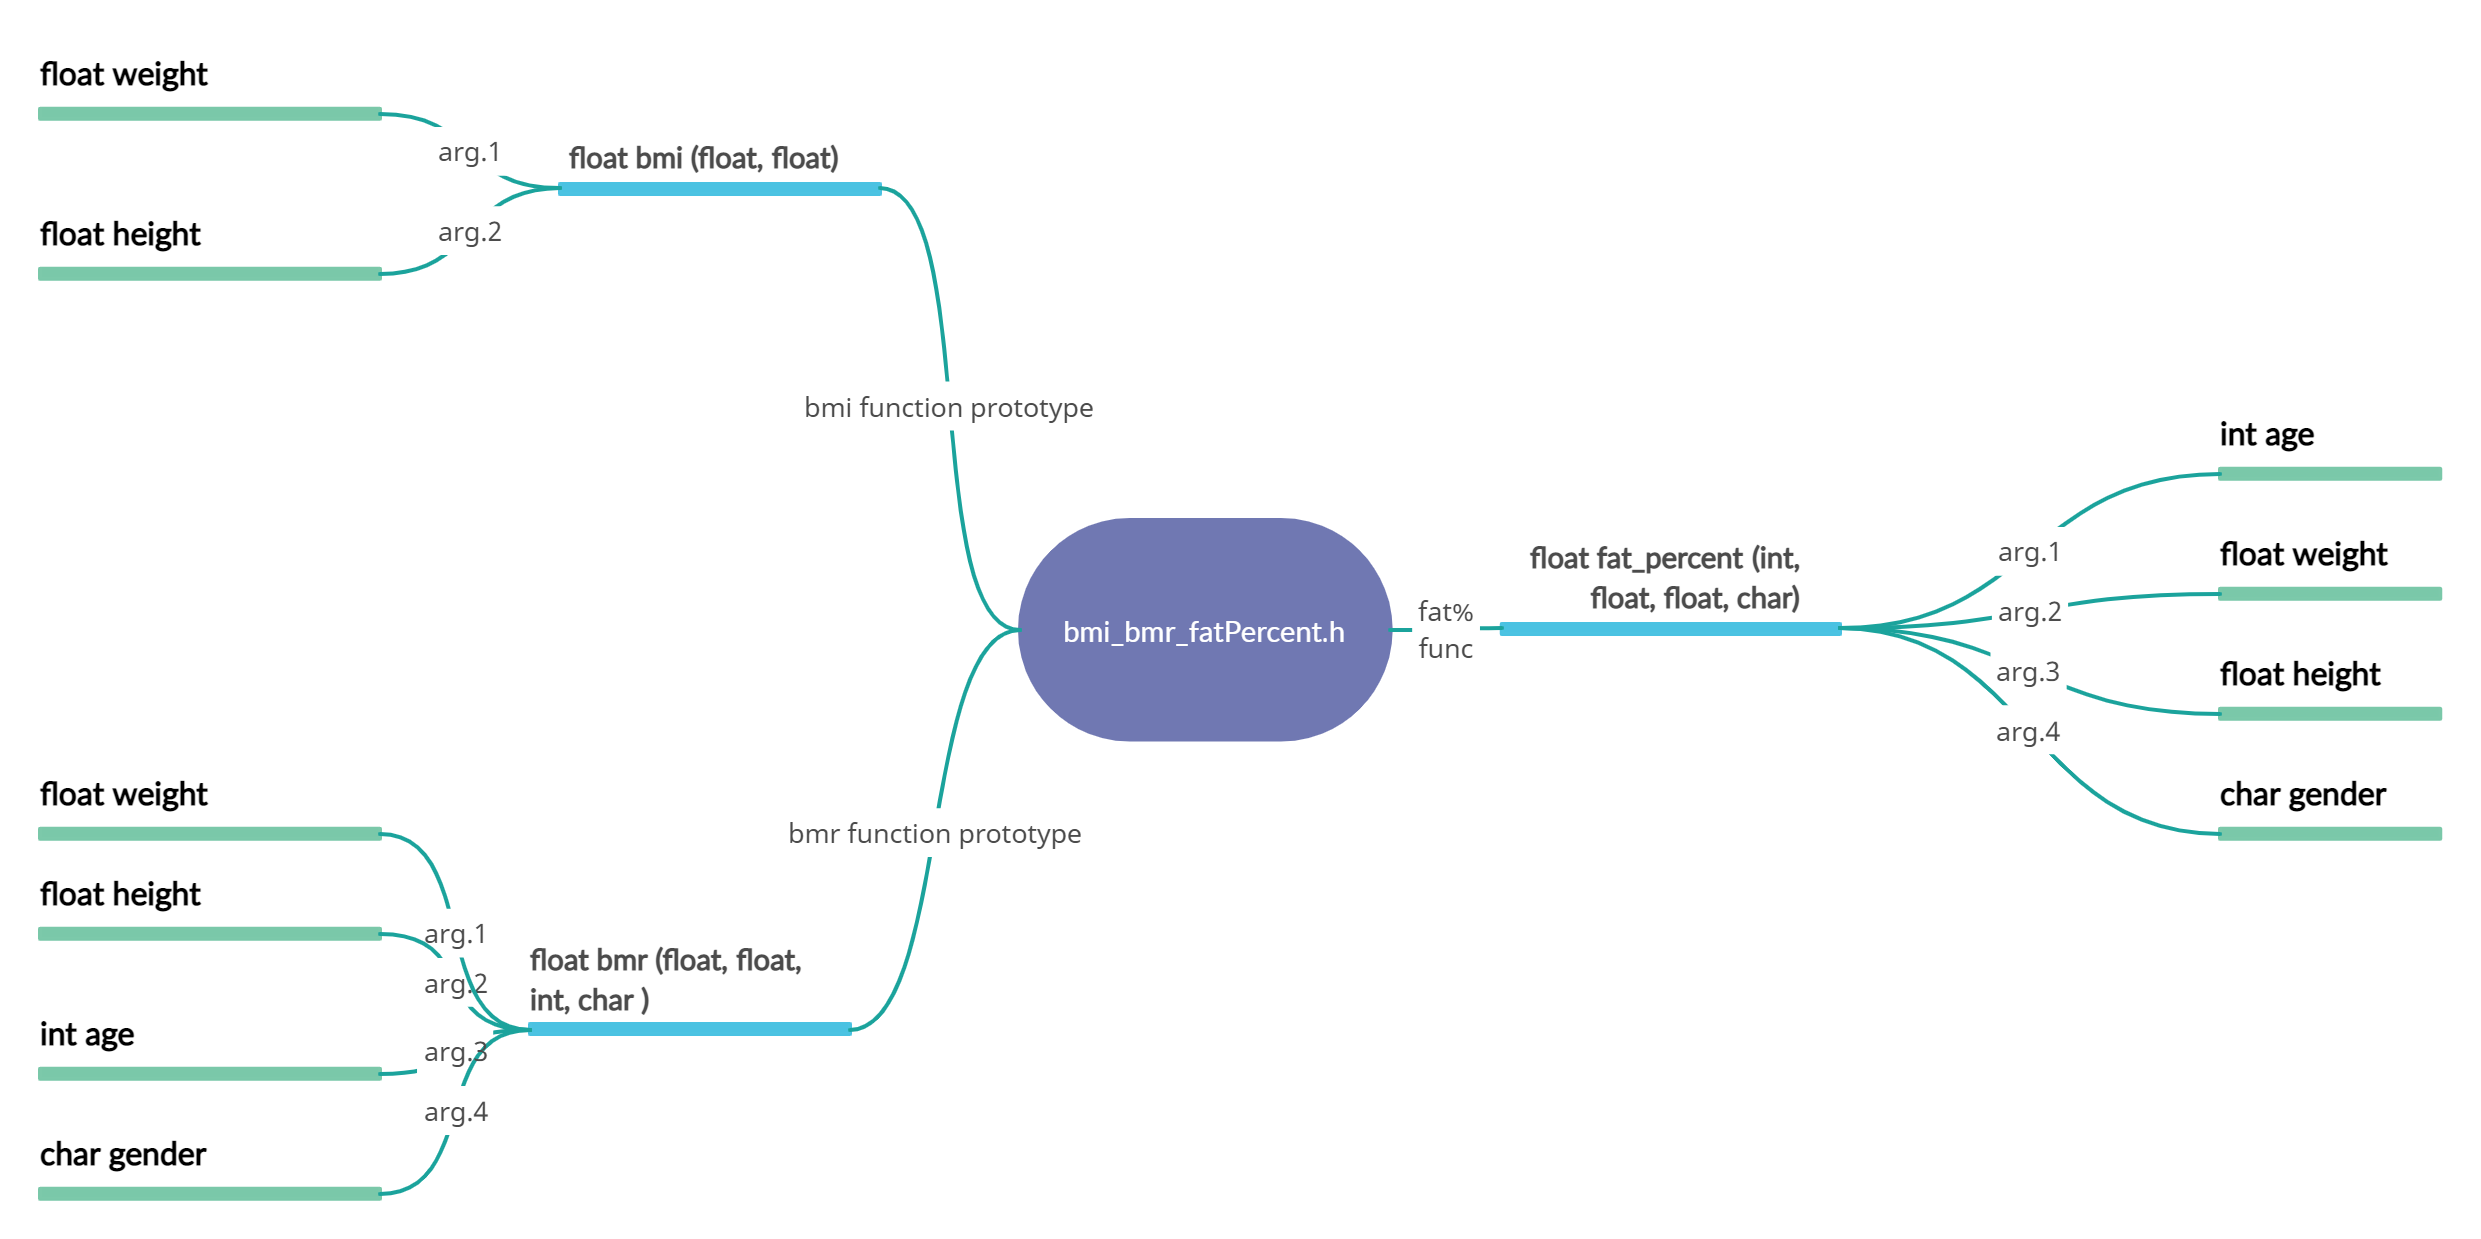 float weight
arg.1
float bmi (float, float)
float height
arg.2
bmi function prototype
bmi_bmr_fatPercent.h
fat%
func
float fat_percent (int,
float, float, char)
int age
arg.1
float weight
arg.2
float height
arg.3
char gender
arg.4
bmr function prototype
float bmr (float, float,
int, char )
float weight
arg.1
float height
arg.2
int age
arg.3
char gender
arg.4